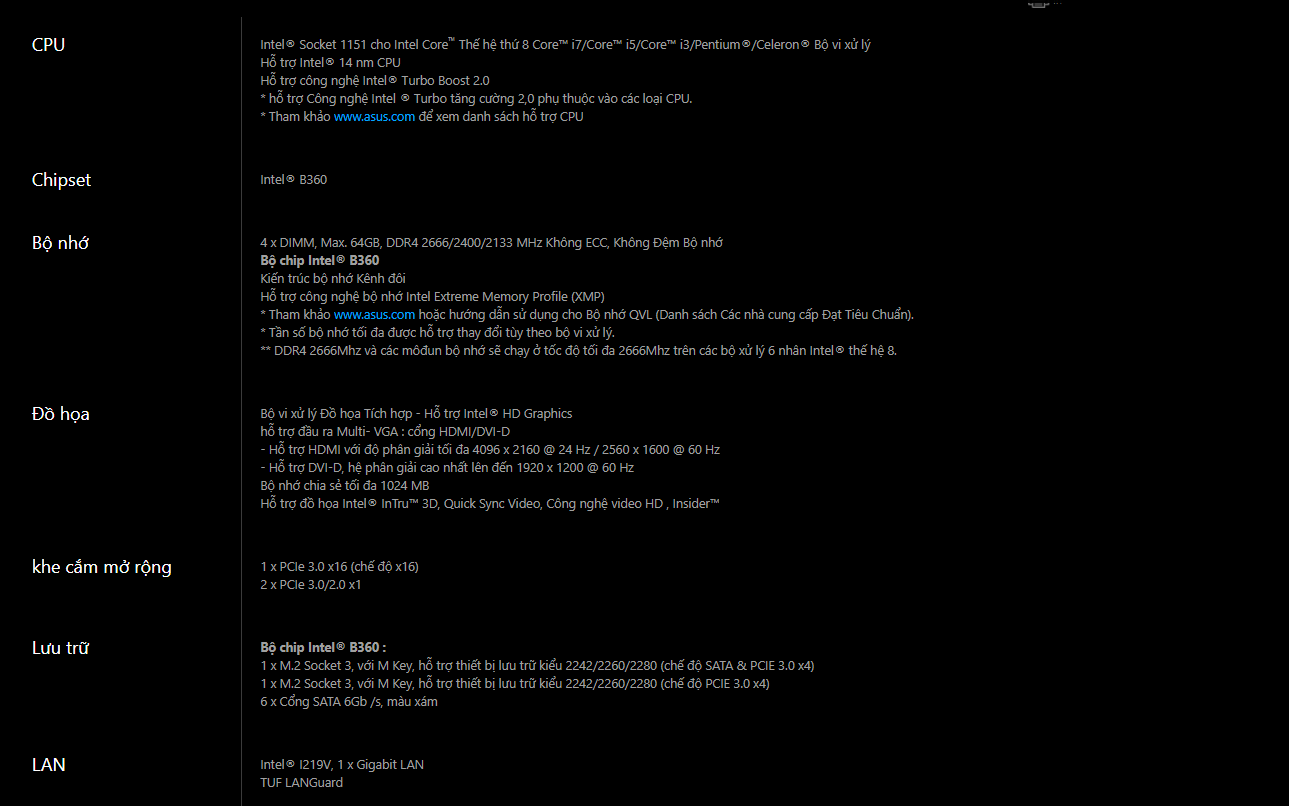 CPU
Intel® Socket 1151 cho Intel Core™ Thế hệ thứ 8 Core™ i7/Core™ i5/Core™ i3/Pentium®/Celeron® Bộ vi xử lý
Hỗ trợ Intel® 14 nm CPU
Hỗ trợ công nghệ Intel® Turbo Boost 2.0
* hỗ trợ Công nghệ Intel ® Turbo tăng cường 2,0 phụ thuộc vào các loại CPU.
* Tham khảo www.asus.com để xem danh sách hỗ trợ CPU
Chipset
Intel® B360
Bộ nhớ
4 x DIMM, Max. 64GB, DDR4 2666/2400/2133 MHz Không ECC, Không Đệm Bộ nhớ
Bộ chip Intel® B360
Kiến trúc bộ nhớ Kênh đôi
Hỗ trợ công nghệ bộ nhớ Intel Extreme Memory Profile (XMP)
* Tham khảo www.asus.com hoặc hướng dẫn sử dụng cho Bộ nhớ QVL (Danh sách Các nhà cung cấp Đạt Tiêu Chuẩn).
* Tần số bộ nhớ tối đa được hỗ trợ thay đổi tùy theo bộ vi xử lý.
** DDR4 2666Mhz và các môđun bộ nhớ sẽ chạy ở tốc độ tối đa 2666Mhz trên các bộ xử lý 6 nhân Intel® thế hệ 8.
Đồ họa
Bộ vi xử lý Đồ họa Tích hợp - Hỗ trợ Intel® HD Graphics
hỗ trợ đầu ra Multi- VGA : cổng HDMI/DVI-D
- Hỗ trợ HDMI với độ phân giải tối đa 4096 x 2160 @ 24 Hz / 2560 x 1600 @ 60 Hz
- Hỗ trợ DVI-D, hệ phân giải cao nhất lên đến 1920 x 1200 @ 60 Hz
Bộ nhớ chia sẻ tối đa 1024 MB
Hỗ trợ đồ họa Intel® InTru™ 3D, Quick Sync Video, Công nghệ video HD , Insider™
khe cắm mở rộng
1 x PCIe 3.0 x16 (chế độ x16)
2 x PCIe 3.0/2.0 x1
Lưu trữ
Bộ chip Intel® B360 :
1 x M.2 Socket 3, với M Key, hỗ trợ thiết bị lưu trữ kiểu 2242/2260/2280 (chế độ SATA & PCIE 3.0 x4)
1 x M.2 Socket 3, với M Key, hỗ trợ thiết bị lưu trữ kiểu 2242/2260/2280 (chế độ PCIE 3.0 x4)
6 x Cổng SATA 6Gb /s, màu xám
LAN
Intel® I219V, 1 x Gigabit LAN
TUF LANGuard